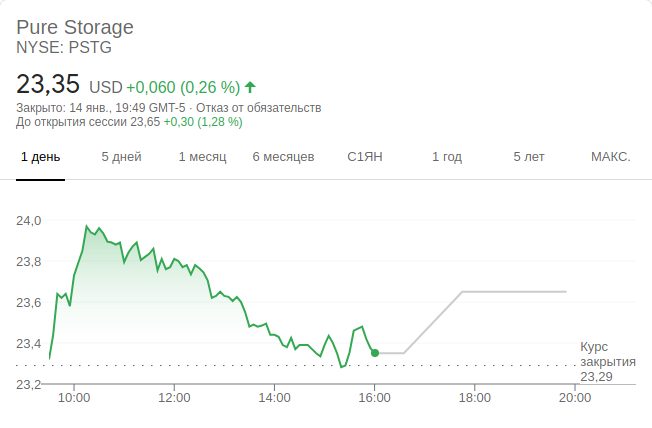 Pure Storage
NYSE: PSTG
23,35 USD +0,060 (0,26 %)
Закрыто: 14 янв., 19:49 GMT-5 · Отказ от обязательств
До открытия сессии 23,65 +0,30 (1,28 %)
1 день 5 дней 1 месяц 6 месяцев С1ЯН 1 год 5 лет МАКС.
24,0
23,8
23,6
23,4
Курс
закрытия
23,29
23,2
10:00 12:00 14:00 16:00 18:00 20:00